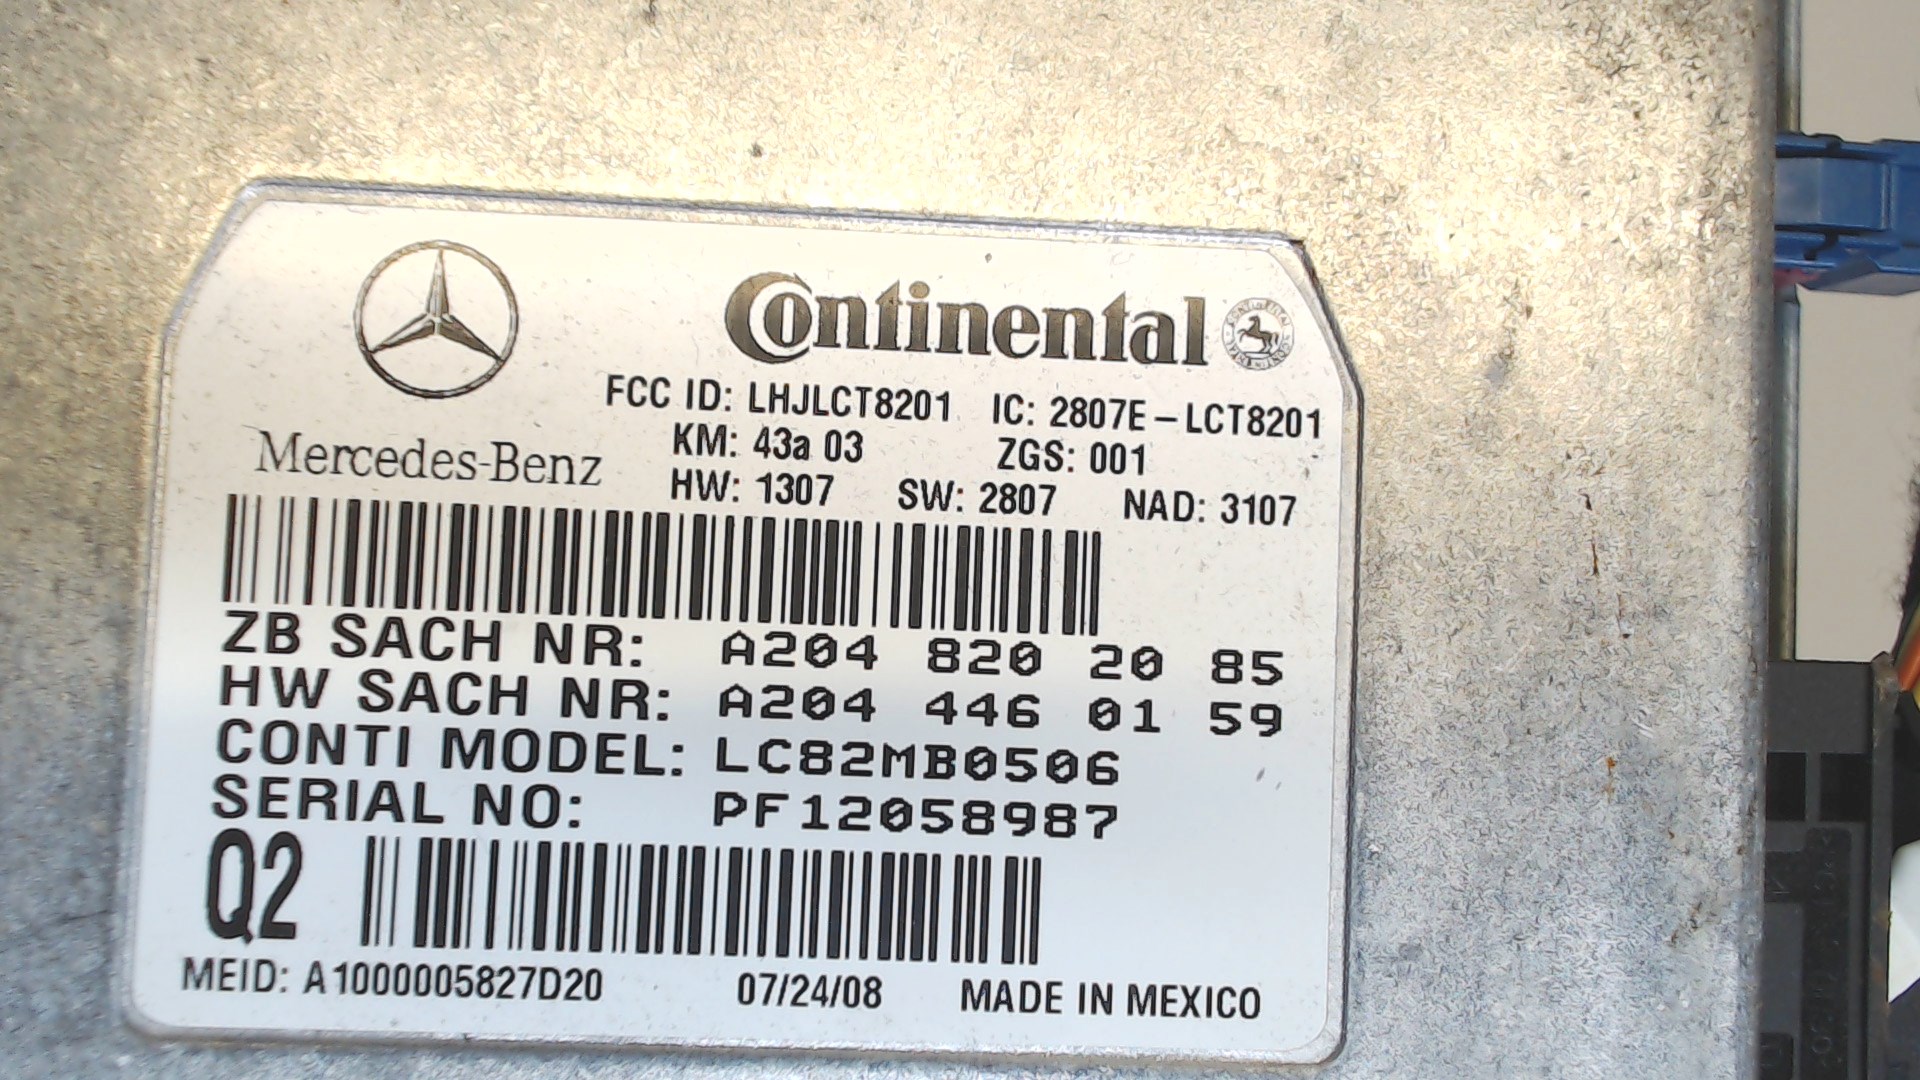 Continental
FCC ID: LHJLCT8201 IC: 2807E-LCT8201
KM: 43a 03 ZGS: 001
Mercedes-Benz
HW: 1307 SW: 2807 NAD: 3107
ZB SACH NR: A204 820 20 85
HW SACH NR: A204 446 01 59
CONTI MODEL: LC82MB0506
SERIAL NO: PF12058987
Q2
MEID: A1000005827D20 07/24/08 MADE IN MEXICO